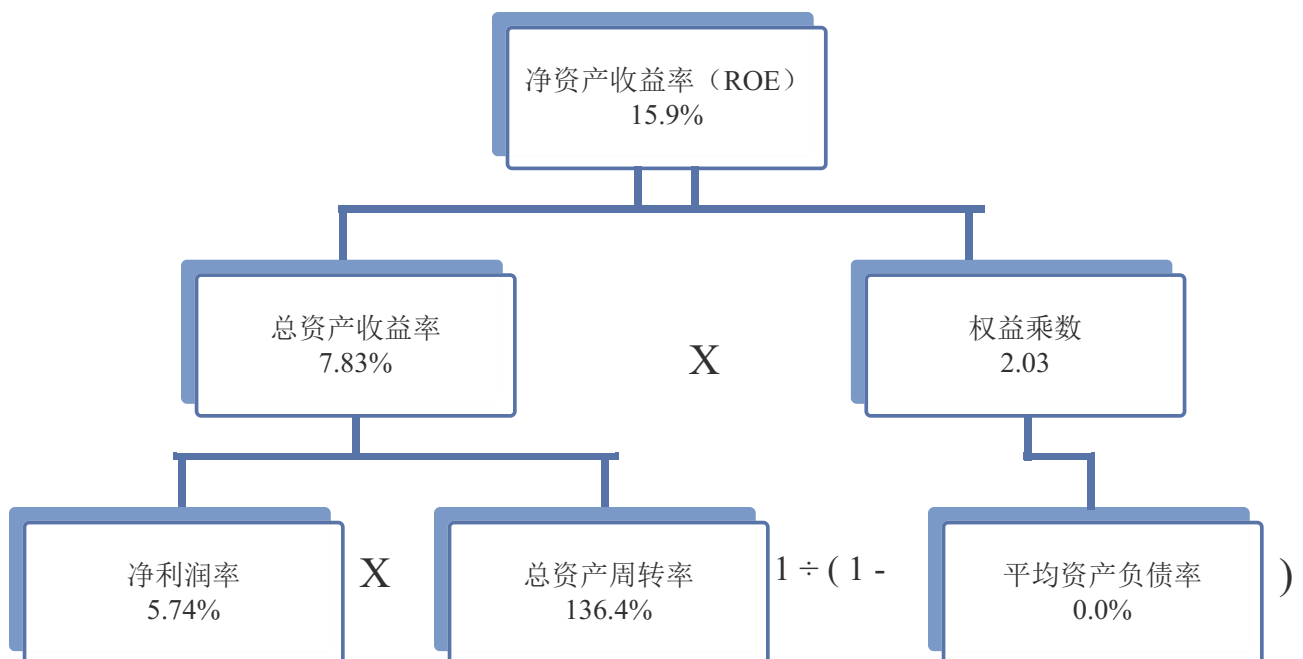 净资产收益率（ROE）
15.9%
总资产收益率
7.83%
X
权益乘数
2.03
净利润率
5.74%
X
总资产周转率
136.4%
1 ÷ ( 1 -
平均资产负债率
0.0%
)